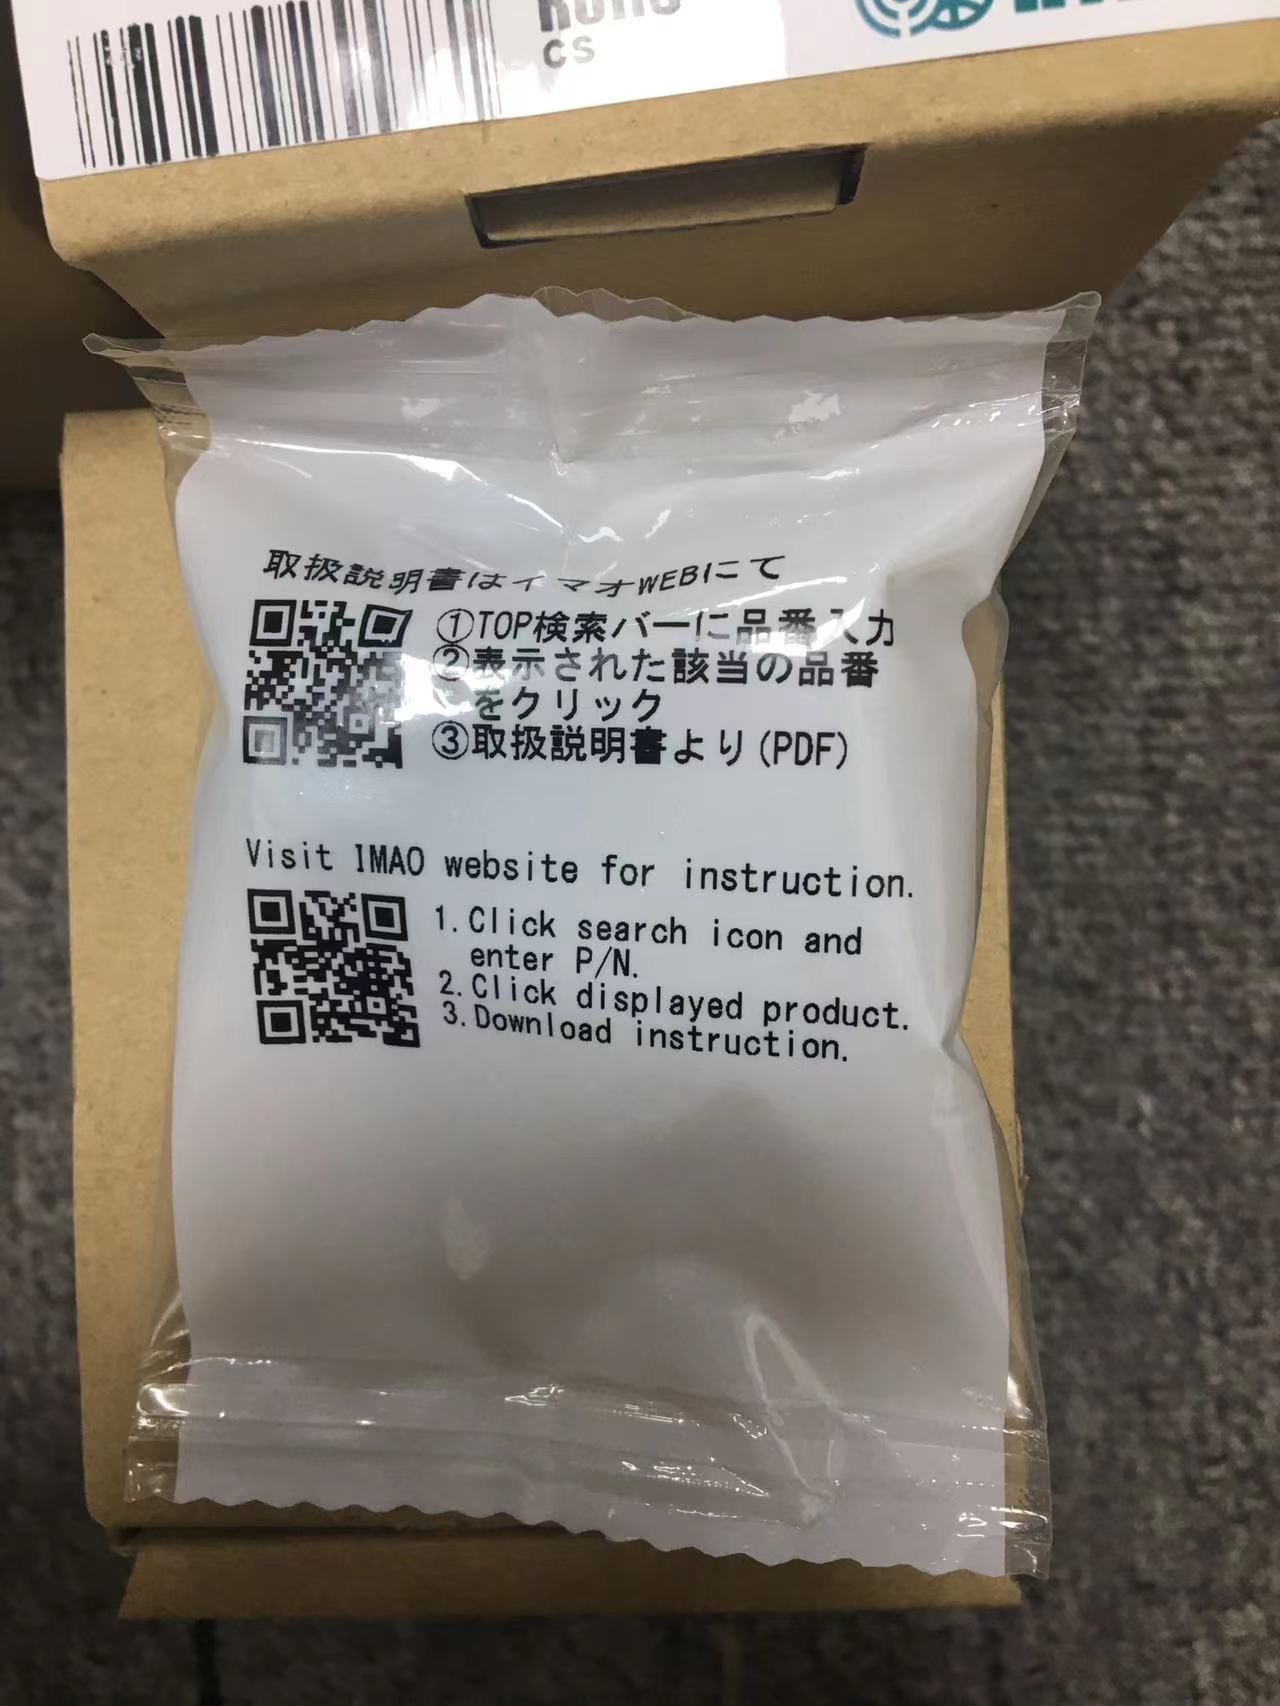 CS
取扱説明書はイマオWEBにて
①TOP検索バーに品番入力
②表示された該当の品番
をクリック
③取扱説明書より(PDF)
Visit IMAO website for instruction.
1.Click search icon and
enter P/N.
2.Click displayed product.
3.Download instruction.